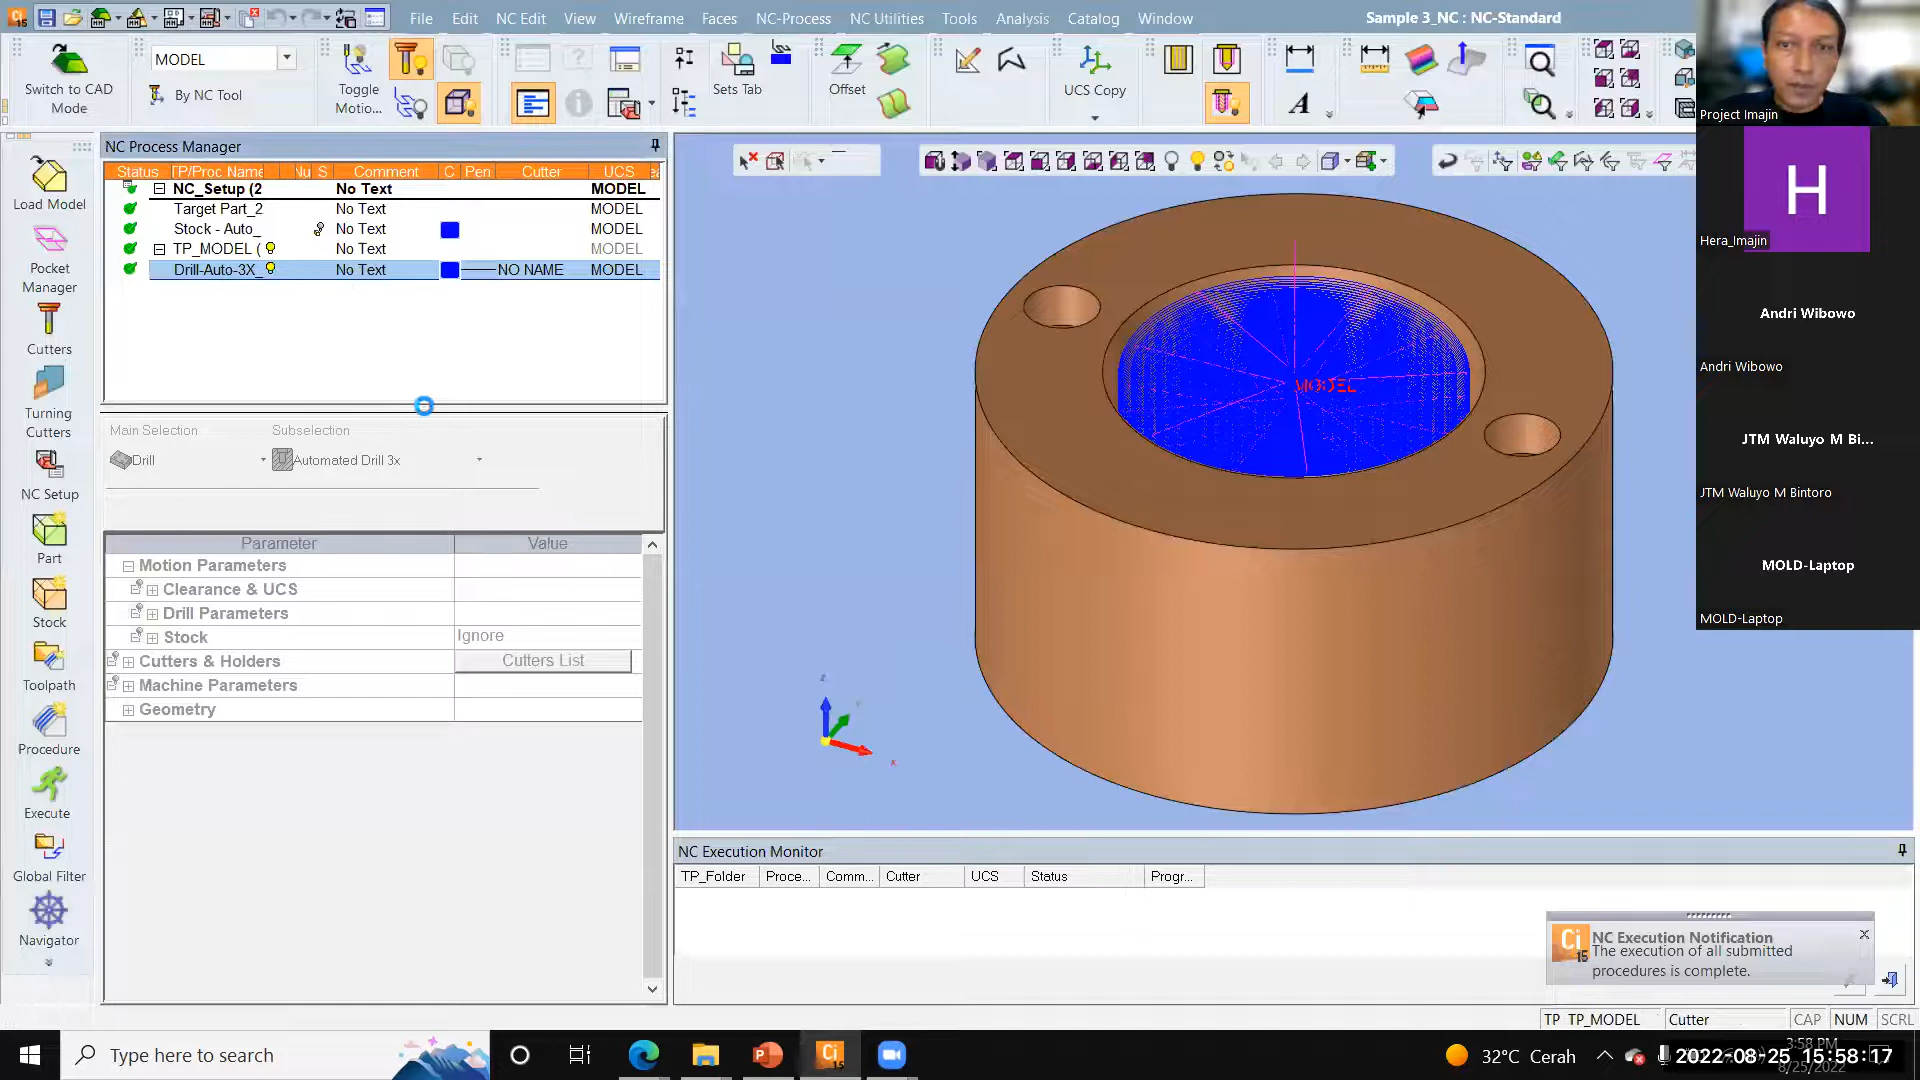 File Edit NC Edit View Wireframe Faces NC-Process NC Utilities Tools Analysis Catalog Window
Sample 3_NC : NC-Standard
Switch to CAD
Mode
MODEL
By NC Tool
Toggle
Motio...
Sets Tab
Offset
UCS Copy
A
Project Imajin
H
Hera_Imajin
Andri Wibowo
Andri Wibowo
JTM Waluyo M Bi...
JTM Waluyo M Bintoro
MOLD-Laptop
MOLD-Laptop
Load Model
Pocket
Manager
Cutters
Turning
Cutters
NC Setup
Part
Stock
Toolpath
Procedure
Execute
Global Filter
Navigator
NC Process Manager
Status TP/Proc Name S Comment C Pen Cutter UCS
NC_Setup (2 No Text MODEL
Target Part_2 No Text MODEL
Stock - Auto_ No Text MODEL
TP_MODEL ( No Text MODEL
Drill-Auto-3X_ No Text NO NAME MODEL
Main Selection Subselection
Drill Automated Drill 3x
Parameter Value
Motion Parameters
Clearance & UCS
Drill Parameters
Stock Ignore
Cutters & Holders Cutters List
Machine Parameters
Geometry
MODEL
Z
Y
X
NC Execution Monitor
TP_Folder Proce... Comm... Cutter UCS Status Progr...
Ci 15
NC Execution Notification
The execution of all submitted
procedures is complete.
TP TP_MODEL Cutter CAP NUM SCRL
Type here to search
32°C Cerah
3:58 PM
8/25/2022
2022-08-25 15:58:17